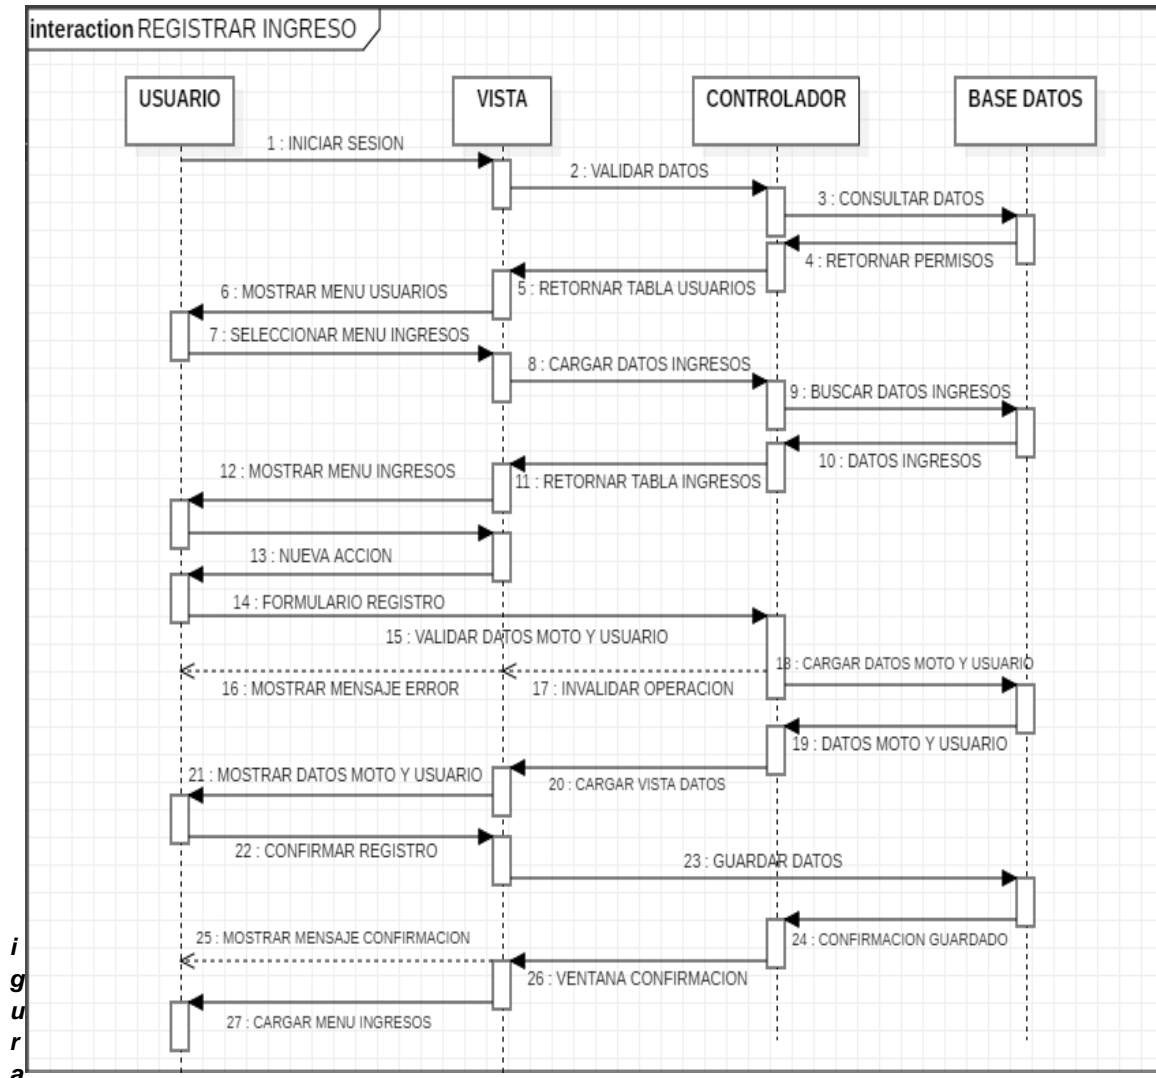 interaction REGISTRAR INGRESO
USUARIO
VISTA
CONTROLADOR
BASE DATOS
1 : INICIAR SESION
2 : VALIDAR DATOS
3 : CONSULTAR DATOS
4 : RETORNAR PERMISOS
5 : RETORNAR TABLA USUARIOS
6 : MOSTRAR MENU USUARIOS
7 : SELECCIONAR MENU INGRESOS
8 : CARGAR DATOS INGRESOS
9 : BUSCAR DATOS INGRESOS
10 : DATOS INGRESOS
11 : RETORNAR TABLA INGRESOS
12 : MOSTRAR MENU INGRESOS
13 : NUEVA ACCION
14 : FORMULARIO REGISTRO
15 : VALIDAR DATOS MOTO Y USUARIO
16 : MOSTRAR MENSAJE ERROR
17 : INVALIDAR OPERACION
18 : CARGAR DATOS MOTO Y USUARIO
19 : DATOS MOTO Y USUARIO
20 : CARGAR VISTA DATOS
21 : MOSTRAR DATOS MOTO Y USUARIO
22 : CONFIRMAR REGISTRO
23 : GUARDAR DATOS
24 : CONFIRMACION GUARDADO
25 : MOSTRAR MENSAJE CONFIRMACION
26 : VENTANA CONFIRMACION
27 : CARGAR MENU INGRESOS
i
g
u
r
a